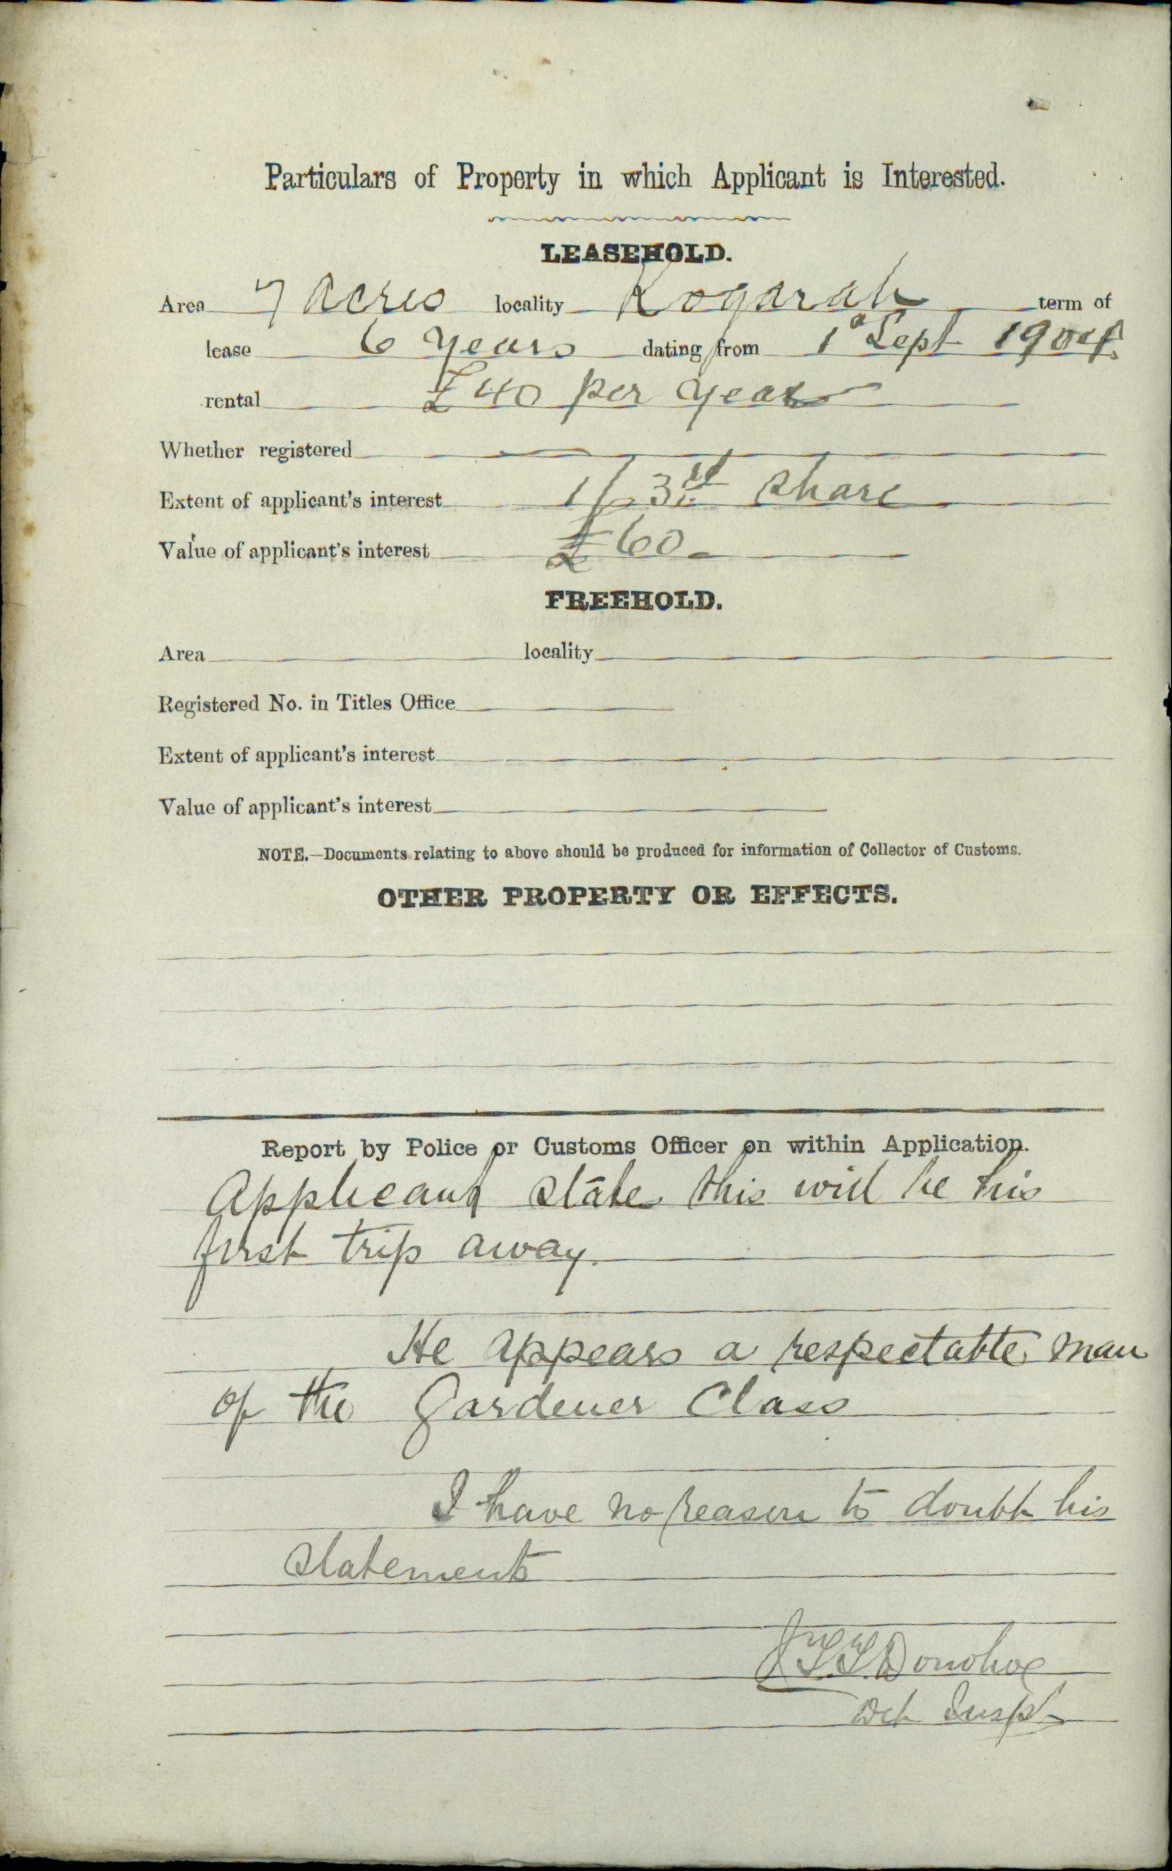 Particulars of Property in which Applicant is Interested.
LEASEHOLD.
Area 7 Acres locality Kogarah term of
lease 6 years dating from 1st Sept 1904
rental £40 per year
Whether registered —
Extent of applicant's interest 1/3rd share
Value of applicant's interest £60-
FREEHOLD.
Area locality
Registered No. in Titles Office
Extent of applicant's interest
Value of applicant's interest
NOTE.—Documents relating to above should be produced for information of Collector of Customs.
OTHER PROPERTY OR EFFECTS.
Report by Police or Customs Officer on within Application.
Applicant states this will be his
first trip away.
He appears a respectable man
of the Gardener Class
I have no reason to doubt his
statements
Donohoe
Det Inspt